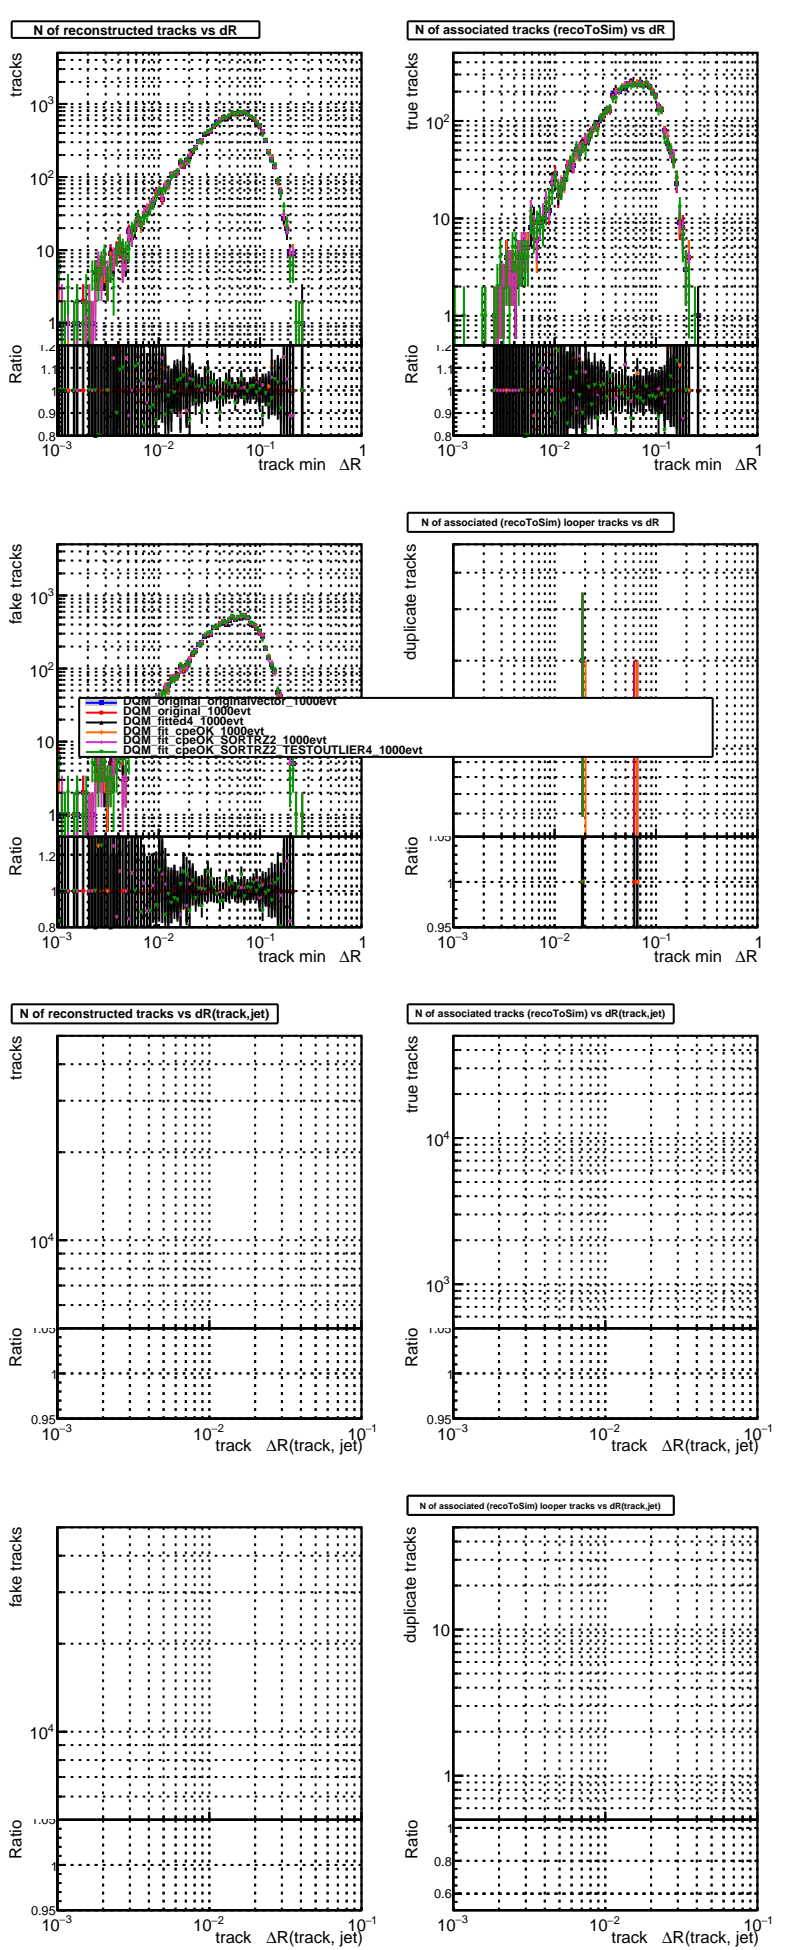 N of reconstructed tracks vs dR
tracks
10³
10²
10
1
Ratio
1.2
1.1
1
0.9
0.8
10⁻³ 10⁻² 10⁻¹ 1
track min ΔR
N of associated tracks (recoToSim) vs dR
true tracks
10²
10
1
Ratio
1.2
1.1
1
0.9
0.8
10⁻³ 10⁻² 10⁻¹ 1
track min ΔR
fake tracks
10³
10²
10
1
Ratio
1.2
1
0.8
10⁻³ 10⁻² 10⁻¹ 1
track min ΔR
N of associated (recoToSim) looper tracks vs dR
duplicate tracks
Ratio
1.05
1
0.95
10⁻³ 10⁻² 10⁻¹ 1
track min ΔR
DQM_original_originalvector_1000evt
DQM_original_1000evt
DQM_fitted4_1000evt
DQM_fit_cpeOK_1000evt
DQM_fit_cpeOK_SORTRZ2_1000evt
DQM_fit_cpeOK_SORTRZ2_TESTOUTLIER4_1000evt
N of reconstructed tracks vs dR(track,jet)
tracks
10⁴
Ratio
1.05
1
0.95
10⁻³ 10⁻² 10⁻¹
track ΔR(track, jet)
N of associated tracks (recoToSim) vs dR(track,jet)
true tracks
10⁴
10³
Ratio
1.05
1
0.95
10⁻³ 10⁻² 10⁻¹
track ΔR(track, jet)
fake tracks
10⁴
Ratio
1.05
1
0.95
10⁻³ 10⁻² 10⁻¹
track ΔR(track, jet)
N of associated (recoToSim) looper tracks vs dR(track,jet)
duplicate tracks
10
1
Ratio
1
0.8
0.6
10⁻³ 10⁻² 10⁻¹
track ΔR(track, jet)